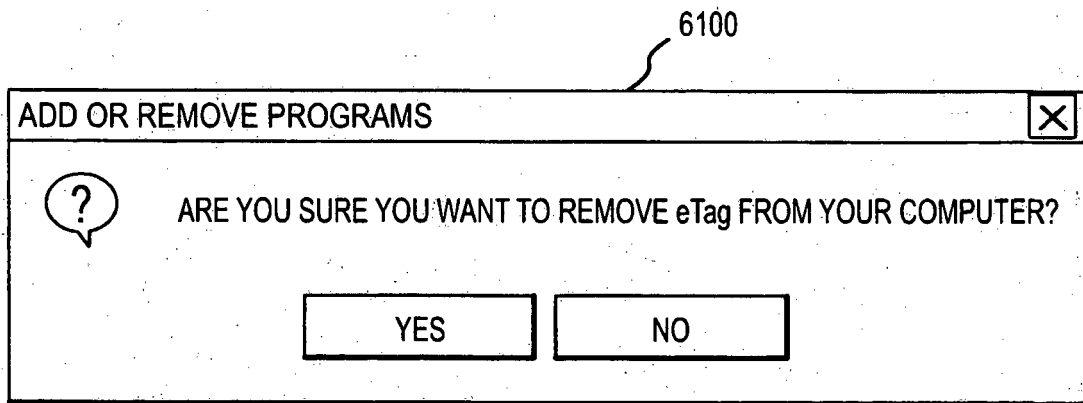 6100
ADD OR REMOVE PROGRAMS
?
ARE YOU SURE YOU WANT TO REMOVE eTag FROM YOUR COMPUTER?
YES
NO